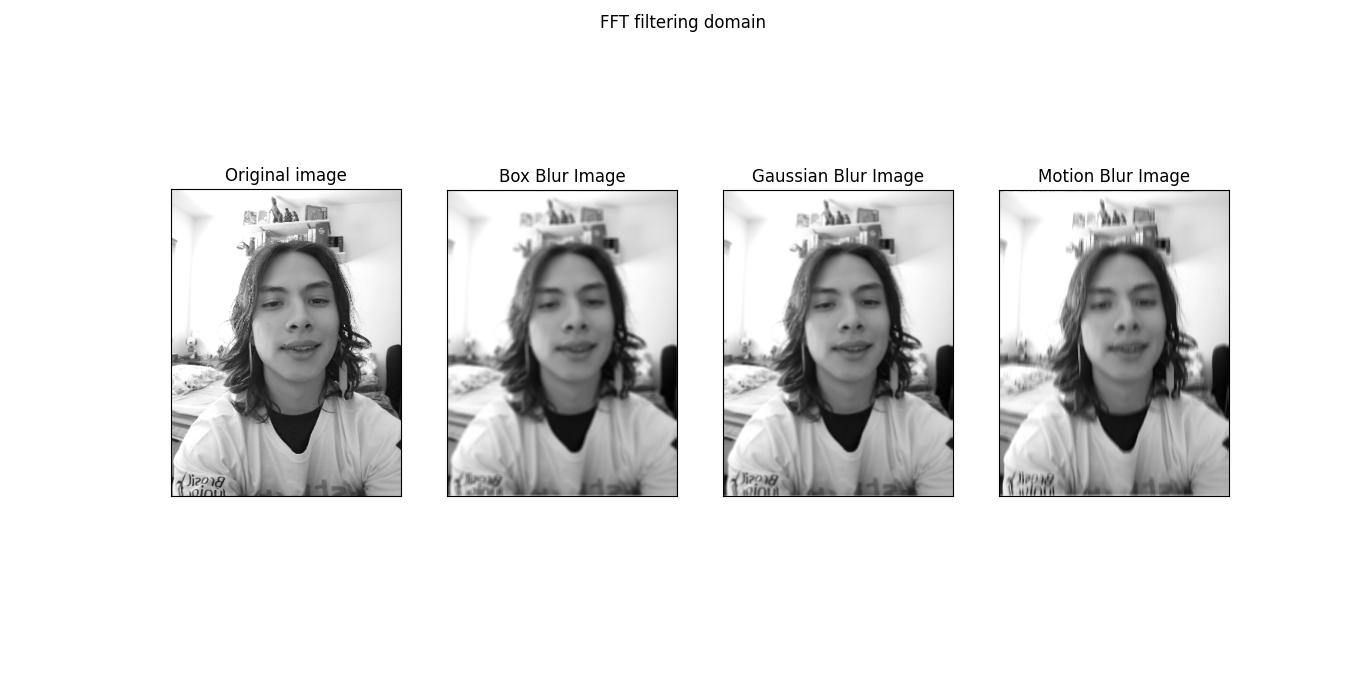 FFT filtering domain
Original image
Box Blur Image
Gaussian Blur Image
Motion Blur Image